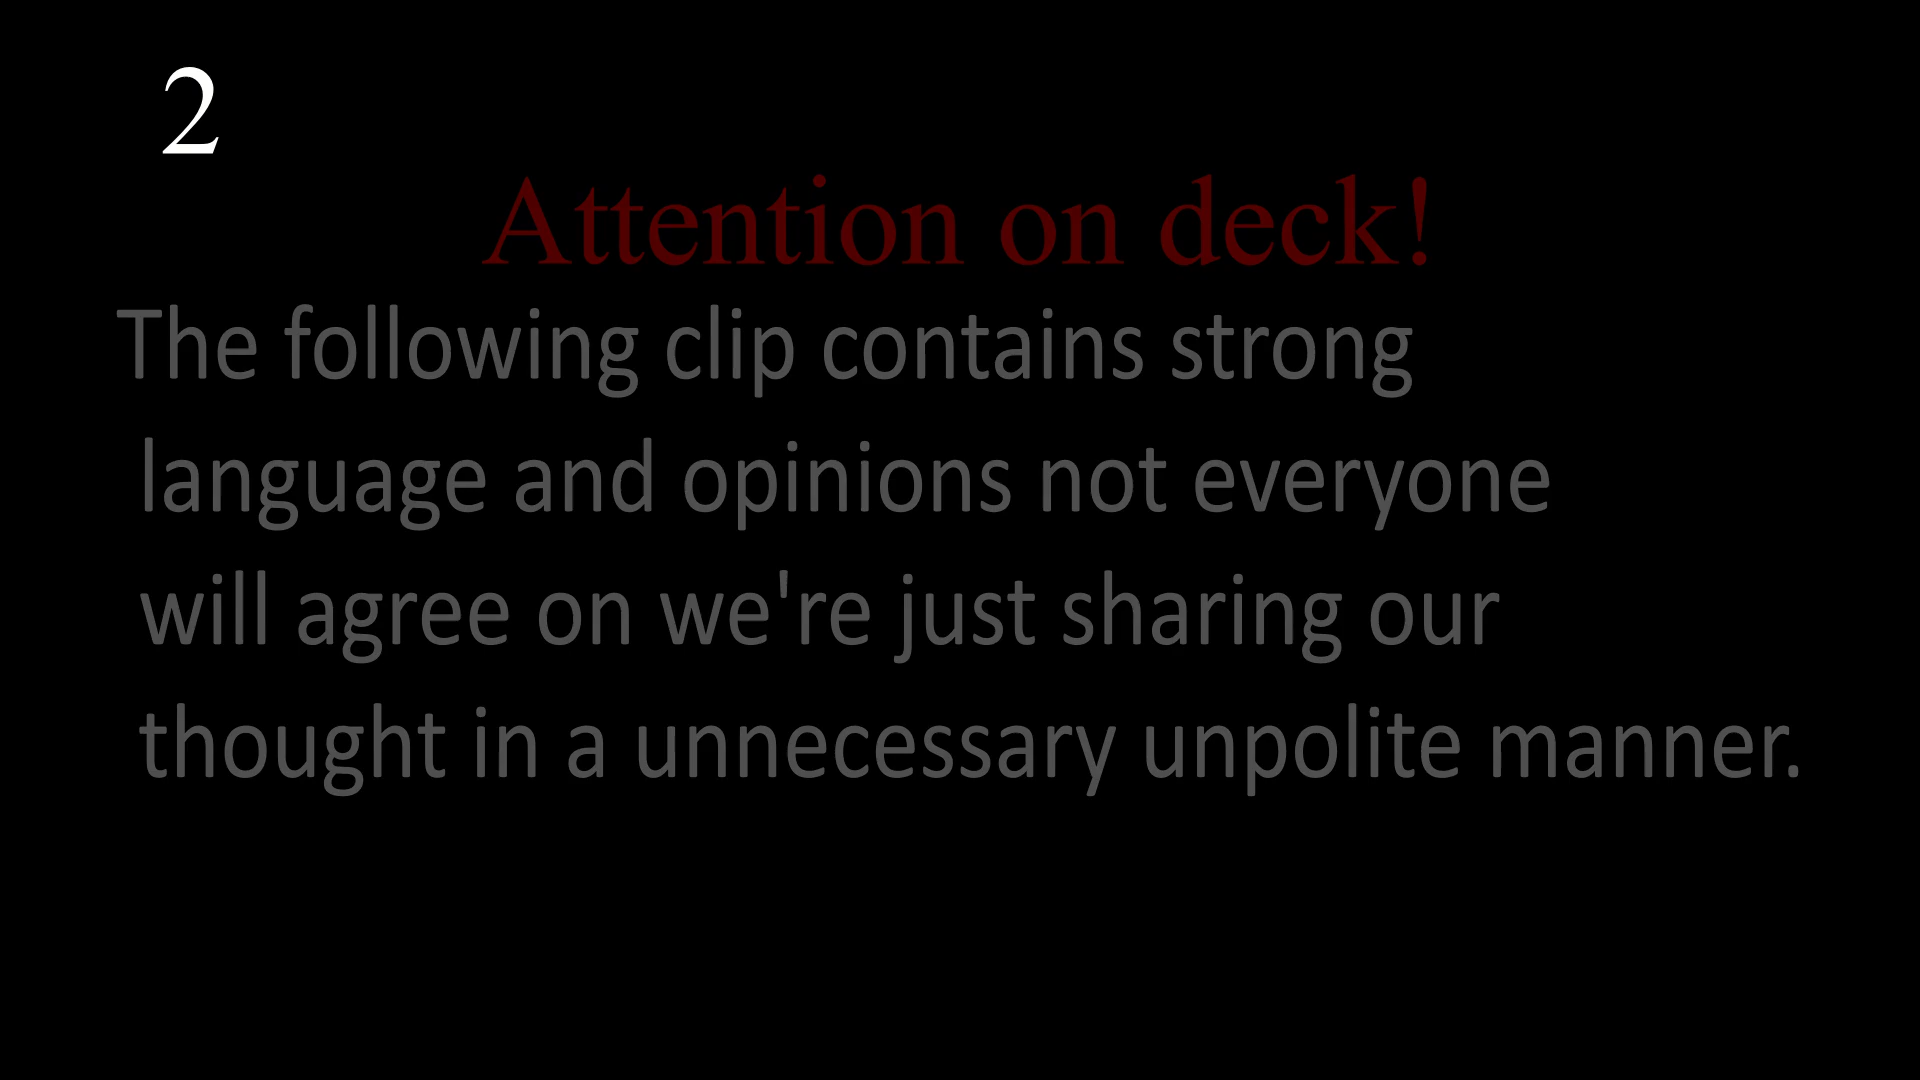 2
Attention on deck!
The following clip contains strong
language and opinions not everyone
will agree on we're just sharing our
thought in a unnecessary unpolite manner.